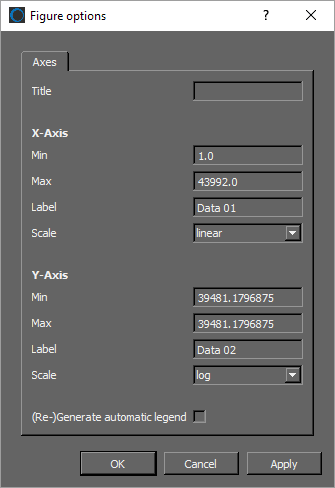 Figure options
?
Axes
Title
X-Axis
Min 1.0
Max 43992.0
Label Data 01
Scale linear
Y-Axis
Min 39481.1796875
Max 39481.1796875
Label Data 02
Scale log
(Re-)Generate automatic legend
OK Cancel Apply